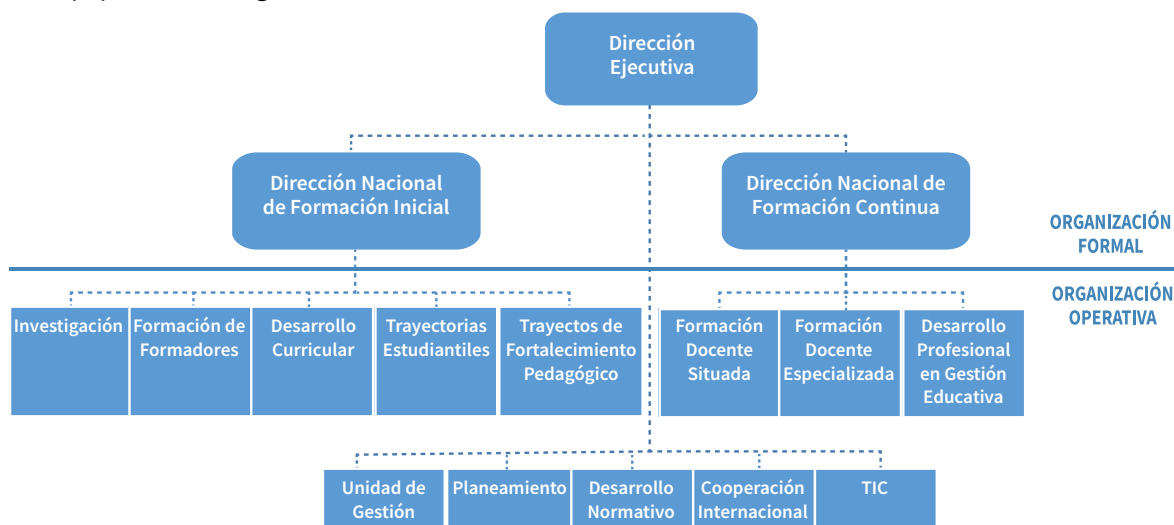 Dirección
Ejecutiva
Dirección Nacional
de Formación Inicial
Dirección Nacional de
Formación Continua
ORGANIZACIÓN
FORMAL
ORGANIZACIÓN
OPERATIVA
Investigación
Formación de
Formadores
Desarrollo
Curricular
Trayectorias
Estudiantiles
Trayectos de
Fortalecimiento
Pedagógico
Formación
Docente
Situada
Formación
Docente
Especializada
Desarrollo
Profesional
en Gestión
Educativa
Unidad de
Gestión
Planeamiento
Desarrollo
Normativo
Cooperación
Internacional
TIC